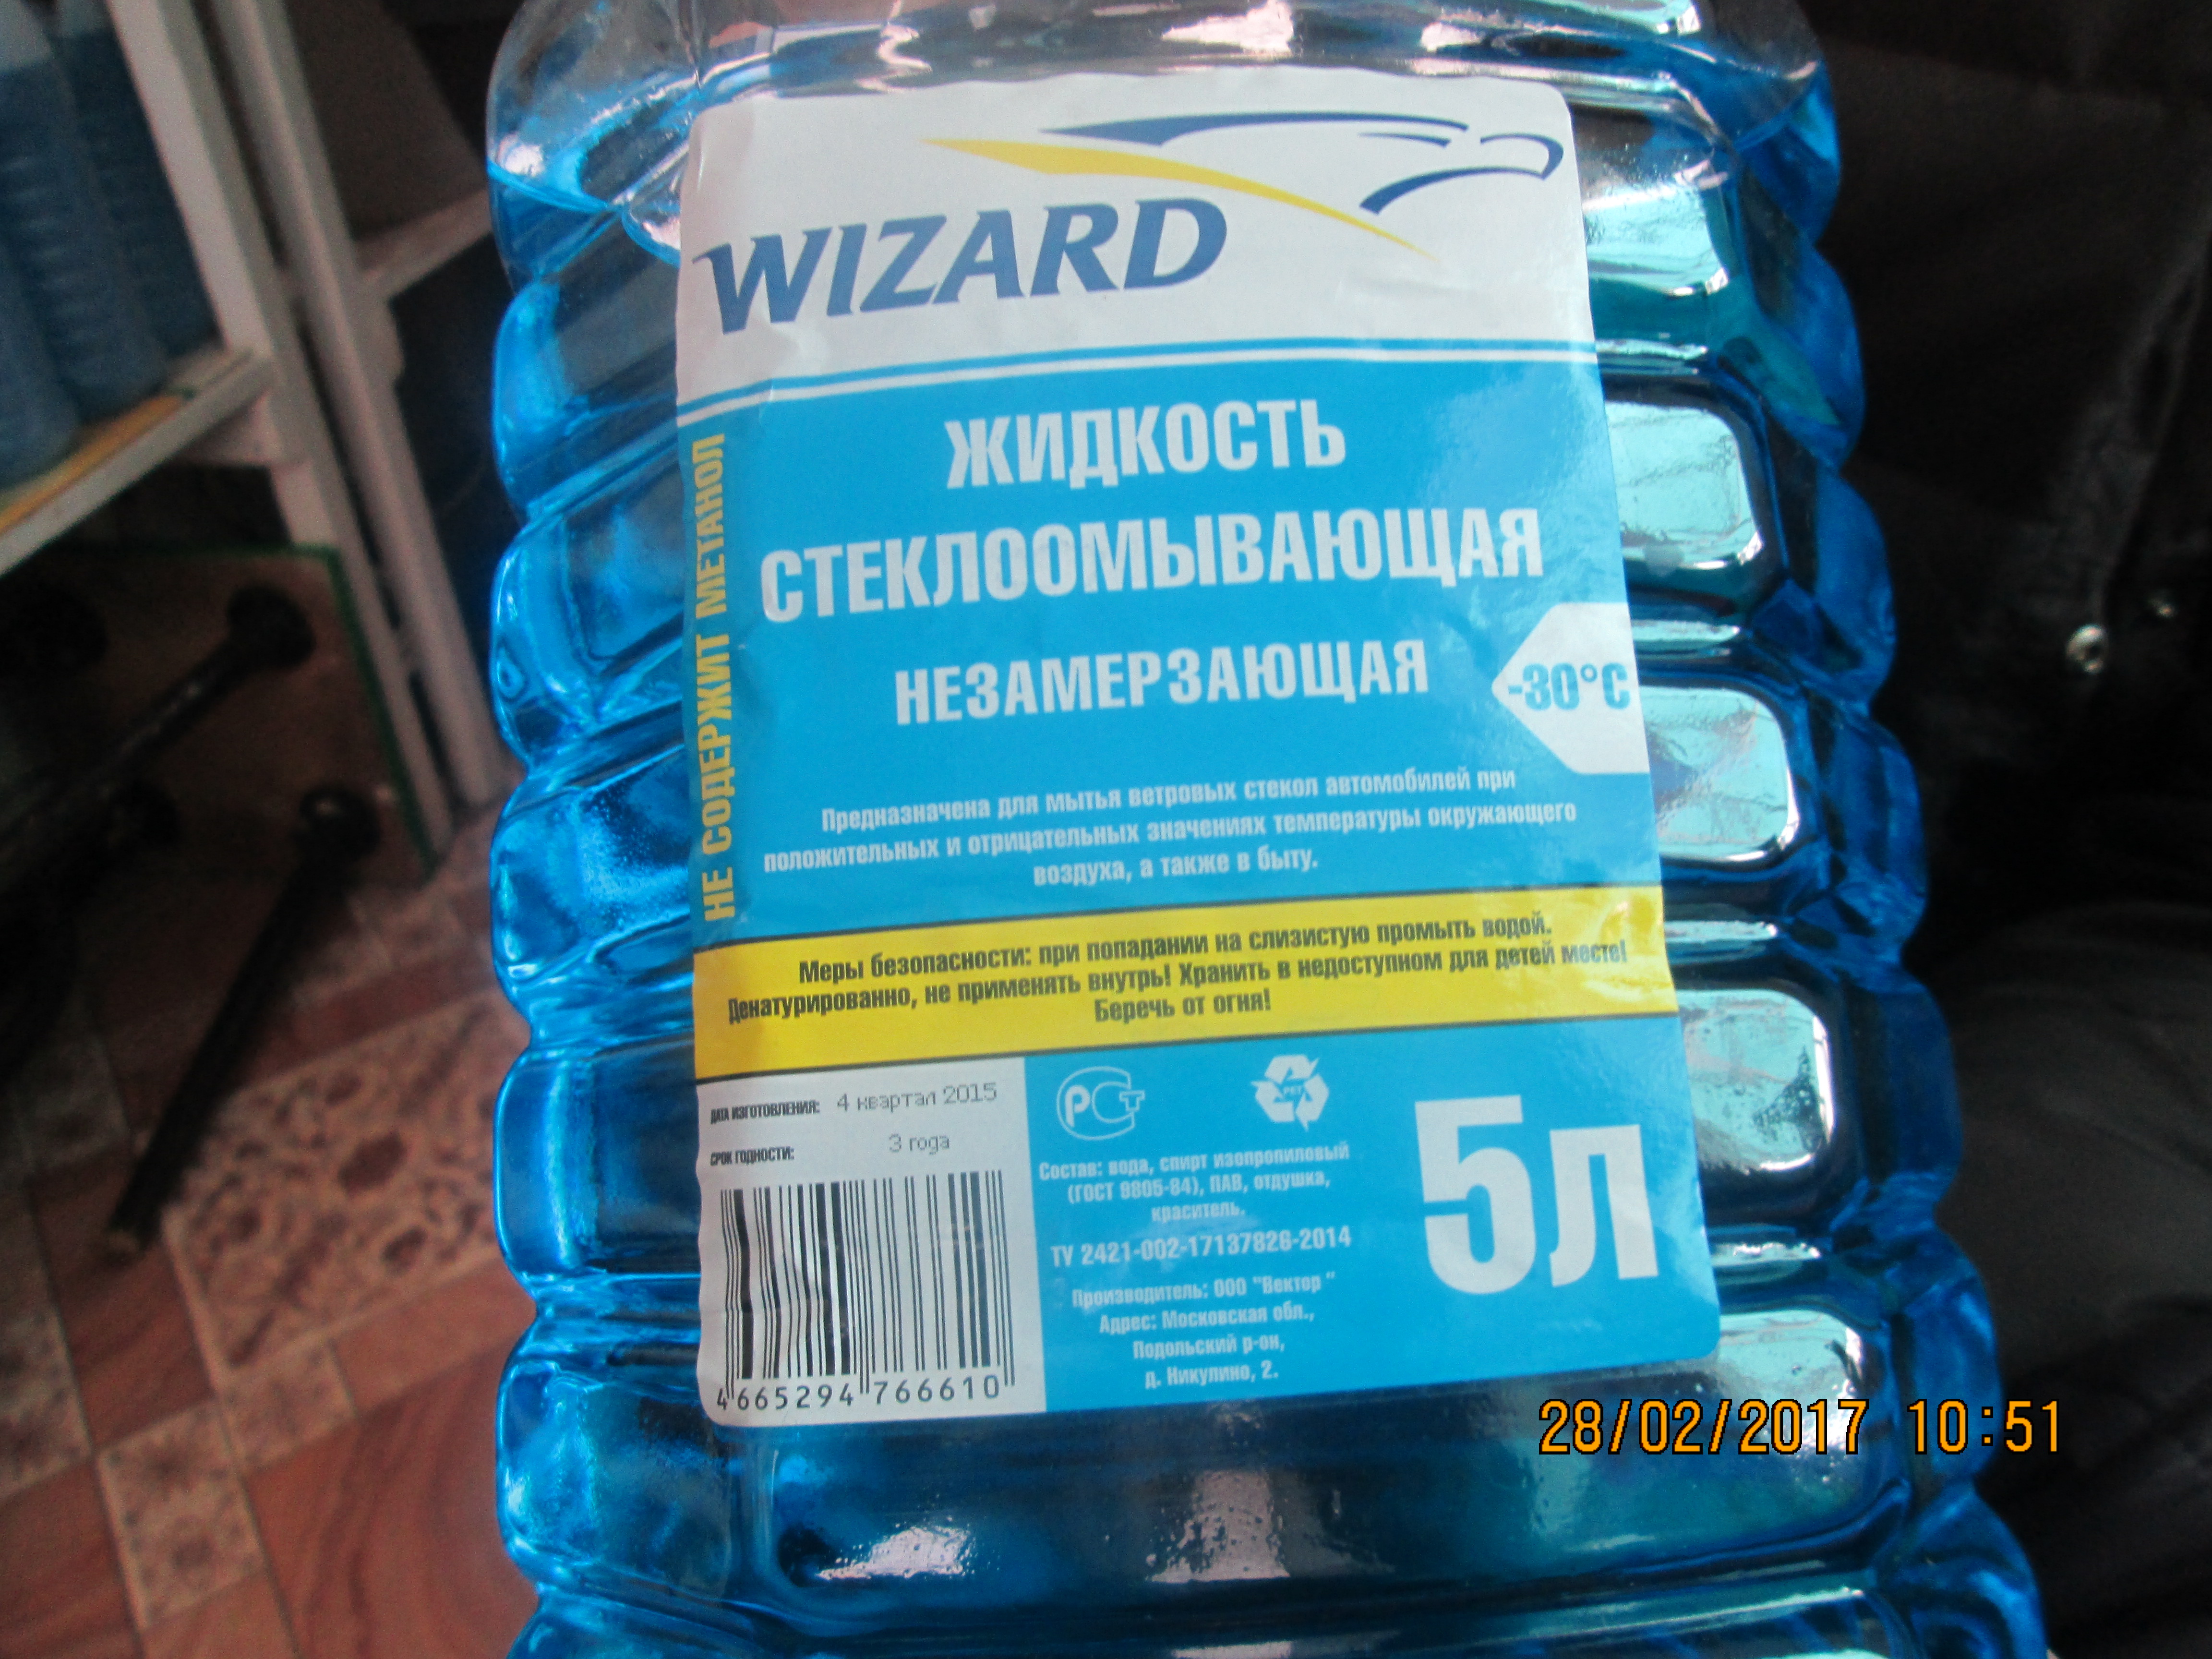 WIZARD
НЕ СОДЕРЖИТ МЕТАНОЛ
ЖИДКОСТЬ
СТЕКЛООМЫВАЮЩАЯ
НЕЗАМЕРЗАЮЩАЯ
-30°C
Предназначена для мытья ветровых стекол автомобилей при
положительных и отрицательных значениях температуры окружающего
воздуха, а также в быту.
Меры безопасности: при попадании на слизистую промыть водой.
Денатурированно, не применять внутрь! Хранить в недоступном для детей месте!
Беречь от огня!
ДАТА ИЗГОТОВЛЕНИЯ: 4 квартал 2015
СРОК ГОДНОСТИ: 3 года
4 665294 766610
РСТ
PET
Состав: вода, спирт изопропиловый
(ГОСТ 9805-84), ПАВ, отдушка,
краситель.
ТУ 2421-002-17137826-2014
Производитель: ООО "Вектор "
Адрес: Московская обл.,
Подольский р-он,
д. Никулино, 2.
5л
28/02/2017 10:51